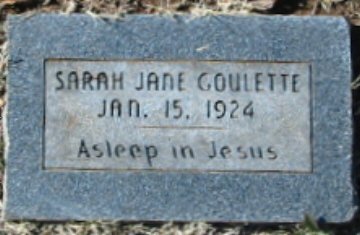 SARAH JANE GOULETTE
JAN. 15, 1924
Asleep in Jesus